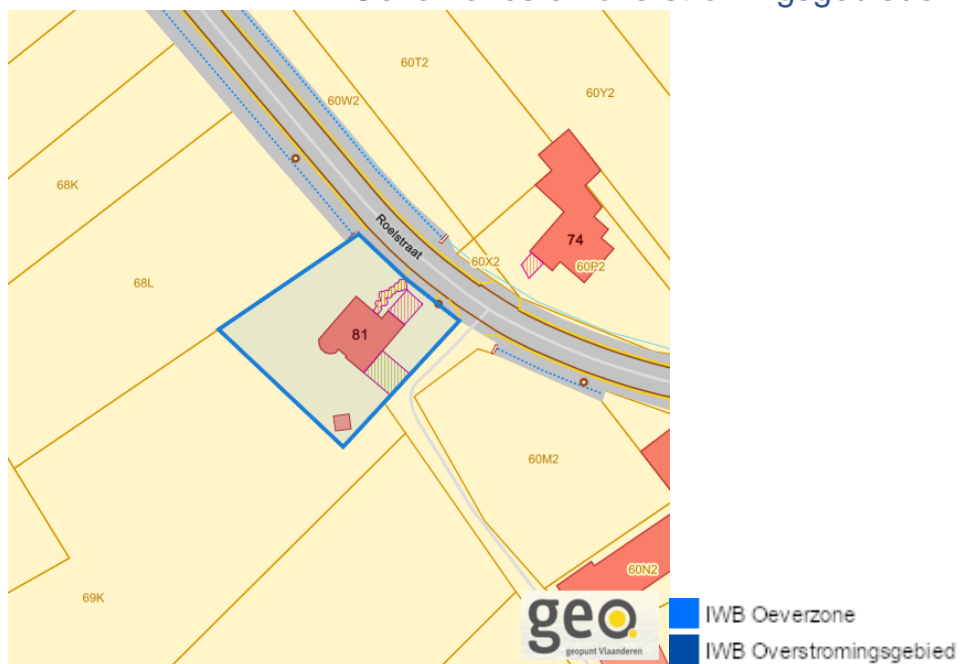 60T2
60W2
60Y2
68K
Roelstraat
74
60X2
60P2
68L
81
60M2
60N2
69K
geo.
geopunt Vlaanderen
IWB Oeverzone
IWB Overstromingsgebied